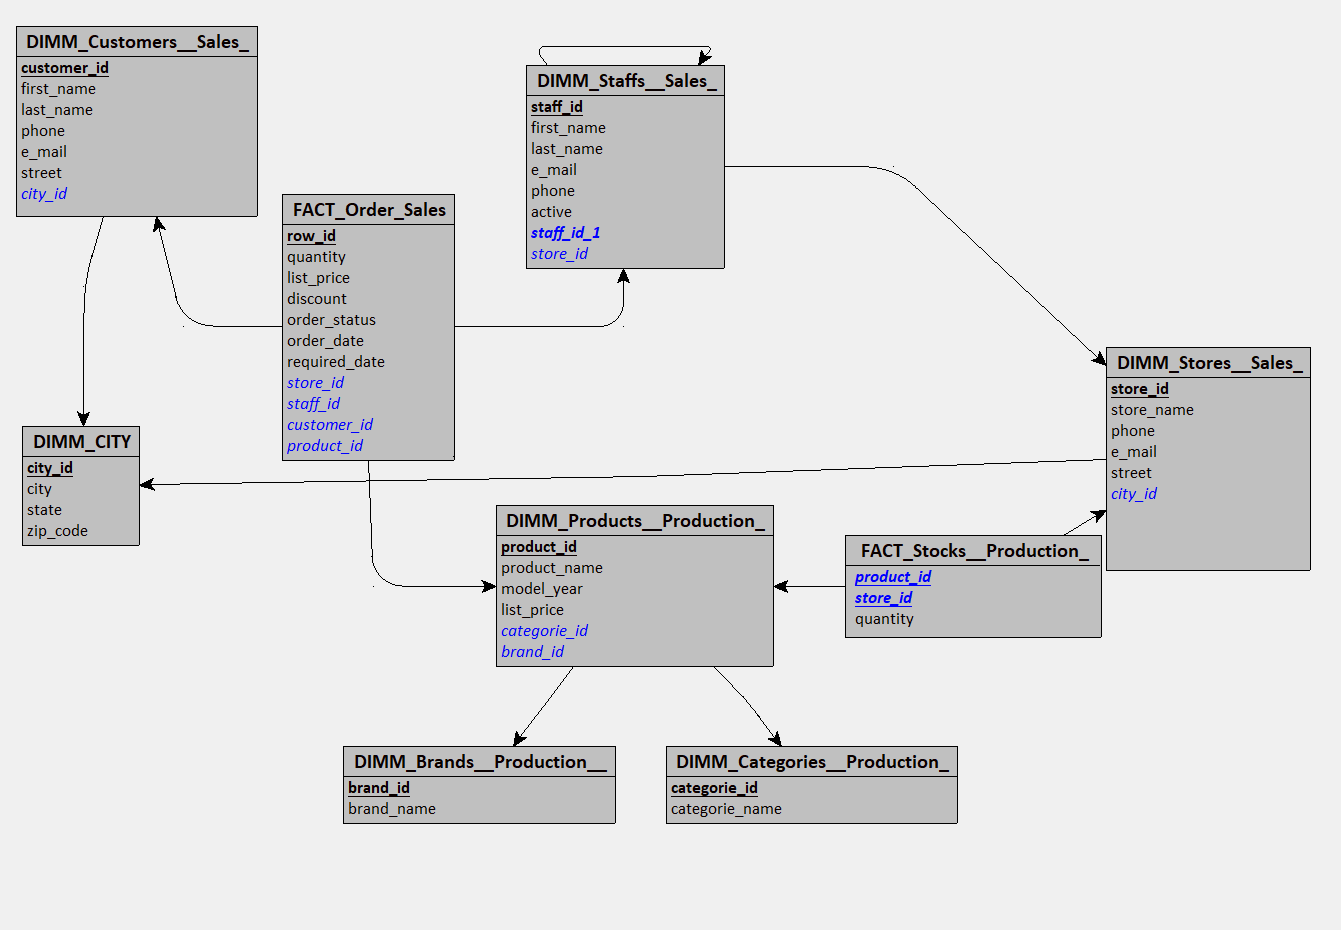 DIMM_Customers__Sales_
customer_id
first_name
last_name
phone
e_mail
street
city_id
DIMM_Staffs__Sales_
staff_id
first_name
last_name
e_mail
phone
active
staff_id_1
store_id
FACT_Order_Sales
row_id
quantity
list_price
discount
order_status
order_date
required_date
store_id
staff_id
customer_id
product_id
DIMM_Stores__Sales_
store_id
store_name
phone
e_mail
street
city_id
DIMM_CITY
city_id
city
state
zip_code
DIMM_Products__Production_
product_id
product_name
model_year
list_price
categorie_id
brand_id
FACT_Stocks__Production_
product_id
store_id
quantity
DIMM_Brands__Production__
brand_id
brand_name
DIMM_Categories__Production_
categorie_id
categorie_name